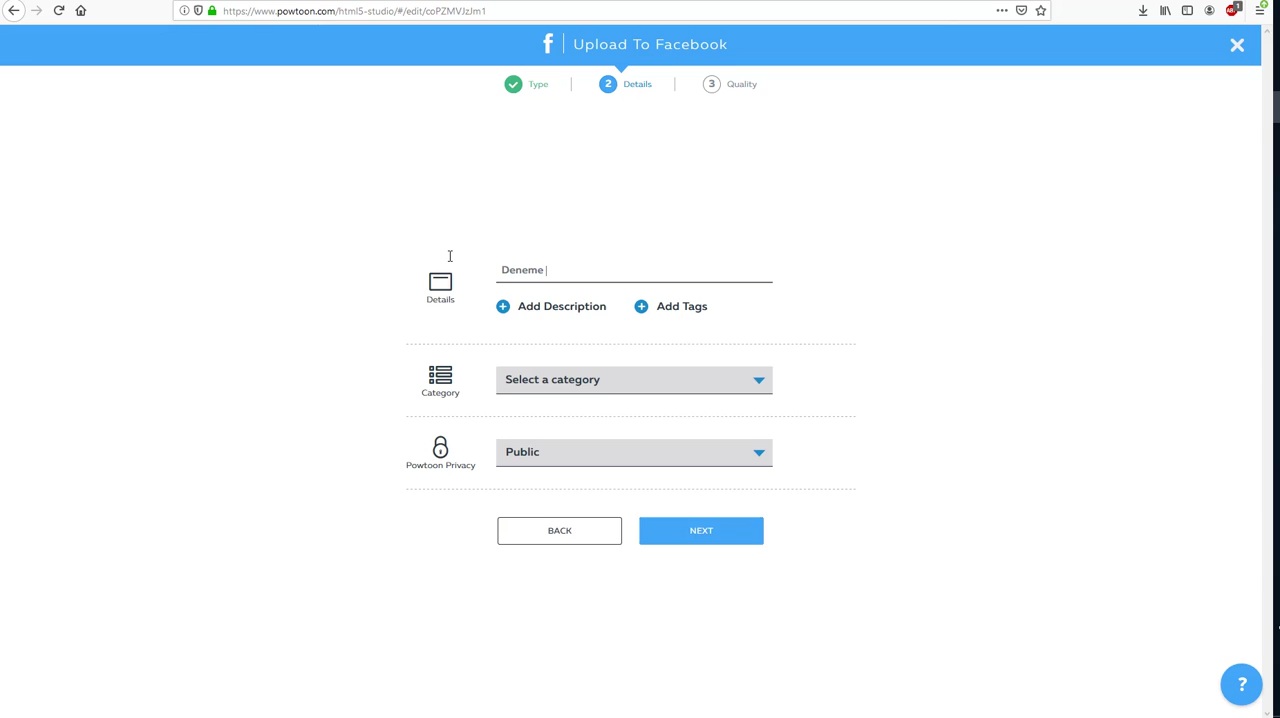 https://www.powtoon.com/html5-studio/#/edit/coPZMVJzJm1
f Upload To Facebook
Type
2 Details
3 Quality
Deneme
Details
Add Description
Add Tags
Category
Select a category
Powtoon Privacy
Public
BACK
NEXT
?